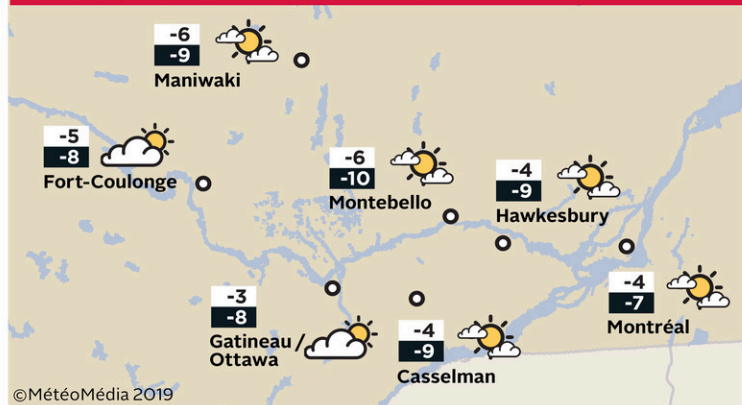 -6
-9
Maniwaki
-5
-8
Fort-Coulonge
-6
-10
Montebello
-4
-9
Hawkesbury
-3
-8
Gatineau /
Ottawa
-4
-9
Casselman
-4
-7
Montréal
©MétéoMédia 2019